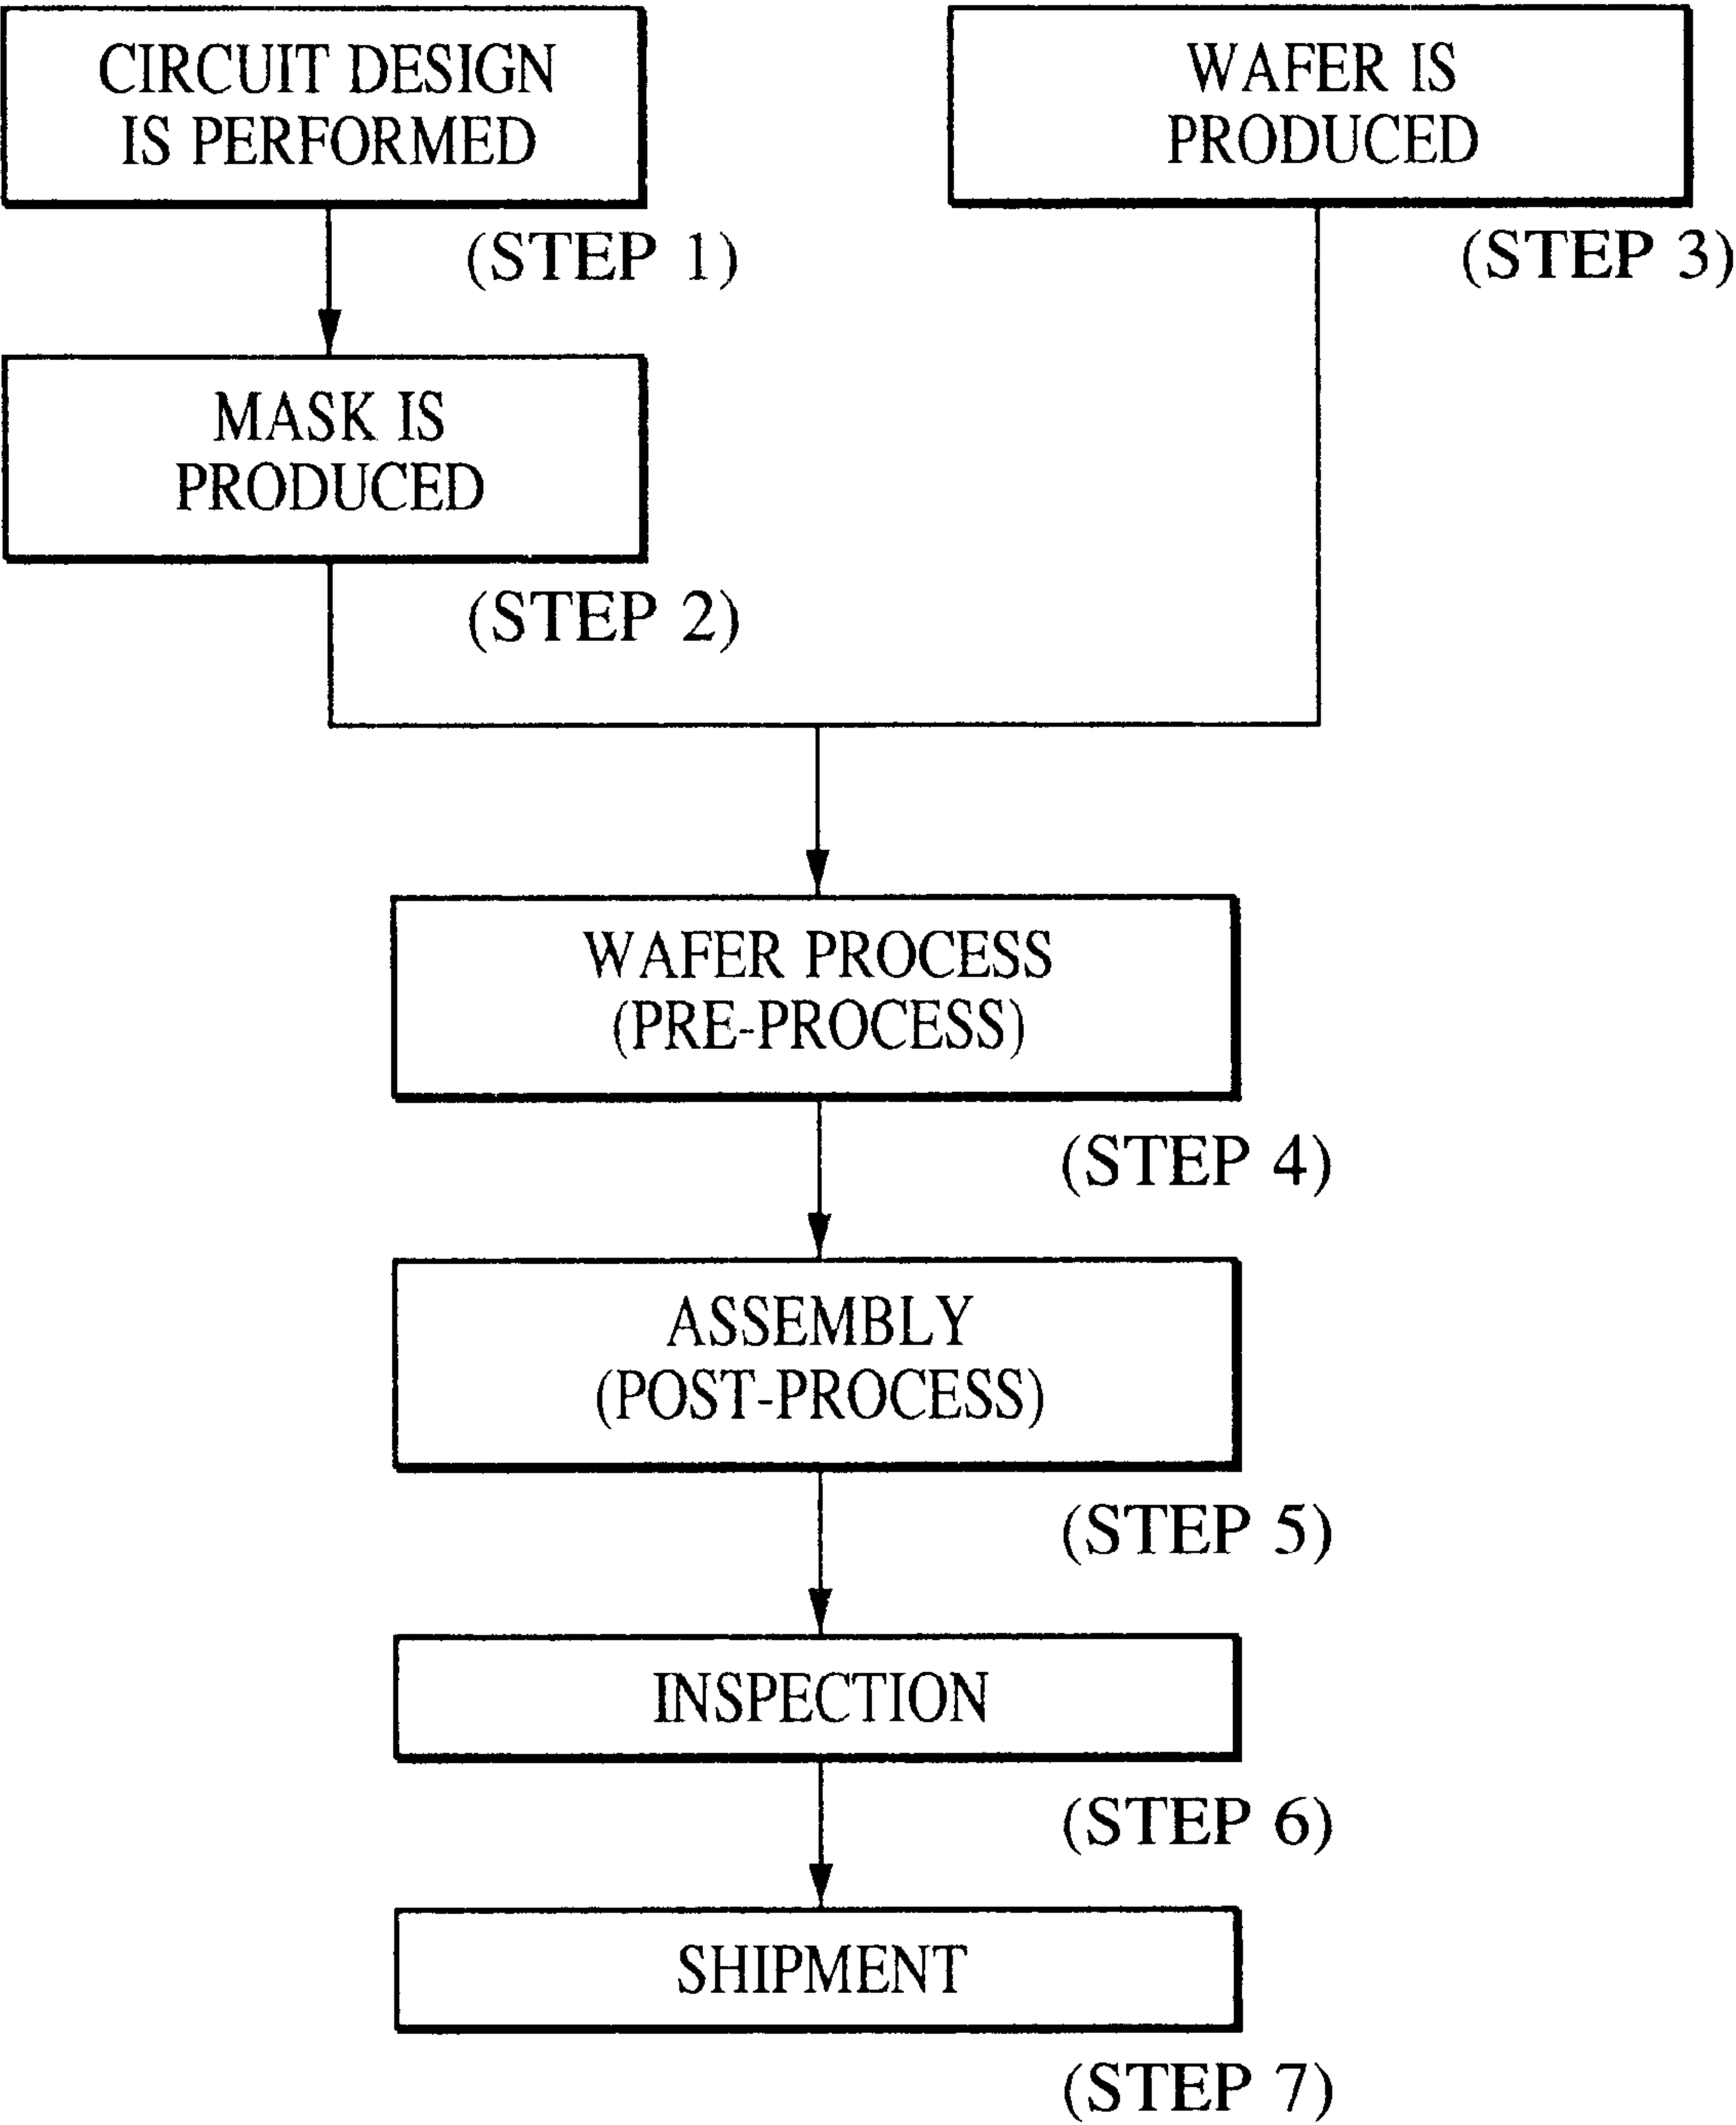 CIRCUIT DESIGN
IS PERFORMED
(STEP 1)
WAFER IS
PRODUCED
(STEP 3)
MASK IS
PRODUCED
(STEP 2)
WAFER PROCESS
(PRE-PROCESS)
(STEP 4)
ASSEMBLY
(POST-PROCESS)
(STEP 5)
INSPECTION
(STEP 6)
SHIPMENT
(STEP 7)